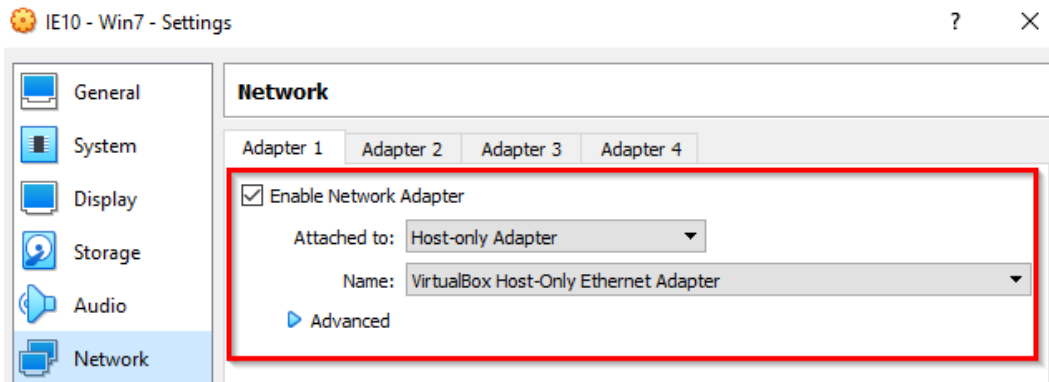 IE10 - Win7 - Settings ? ×
General
System
Display
Storage
Audio
Network
Network
Adapter 1 Adapter 2 Adapter 3 Adapter 4
Enable Network Adapter
Attached to: Host-only Adapter
Name: VirtualBox Host-Only Ethernet Adapter
Advanced